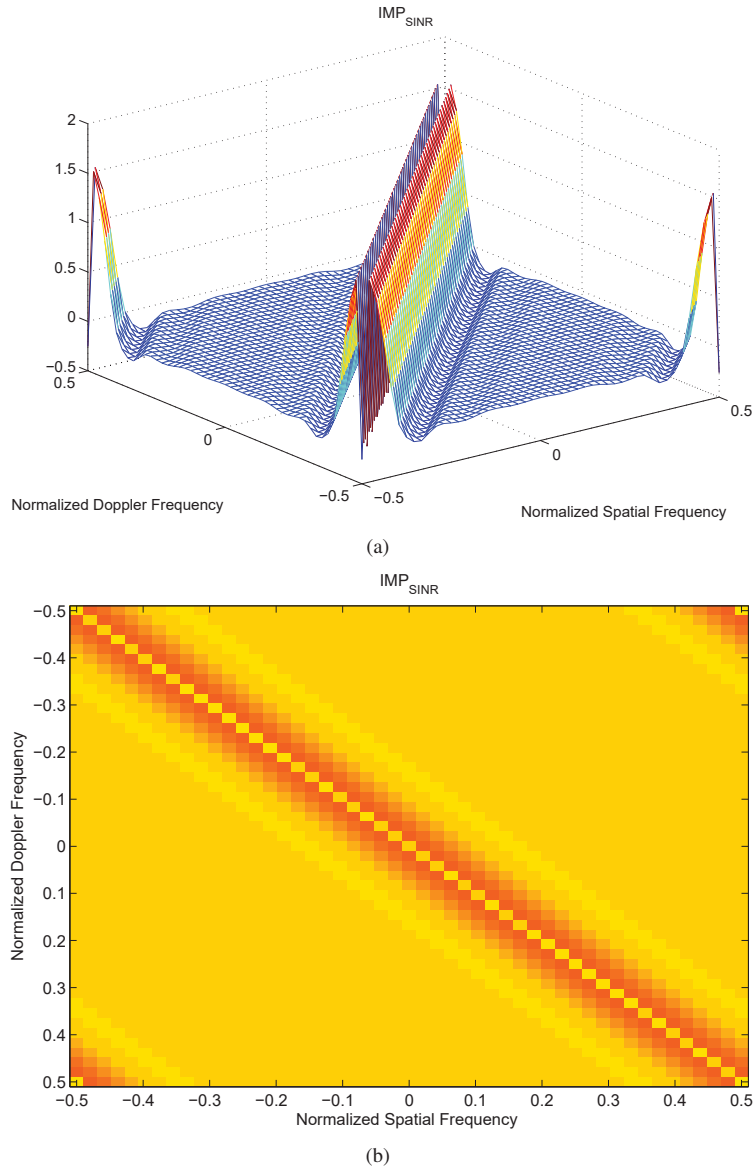 IMP_SINR
2
1.5
1
0.5
0
−0.5
0.5
0
−0.5
−0.5
0
0.5
Normalized Doppler Frequency
Normalized Spatial Frequency
(a)
IMP_SINR
−0.5
−0.4
−0.3
−0.2
−0.1
0
0.1
0.2
0.3
0.4
0.5
Normalized Doppler Frequency
−0.5 −0.4 −0.3 −0.2 −0.1 0 0.1 0.2 0.3 0.4 0.5
Normalized Spatial Frequency
(b)